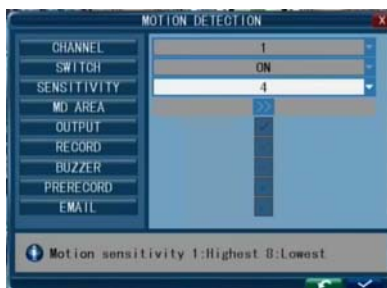 MOTION DETECTION X
CHANNEL 1
SWITCH ON
SENSITIVITY 4
MD AREA >>
OUTPUT
RECORD
BUZZER
PRERECORD
EMAIL
Motion sensitivity 1:Highest 8:Lowest